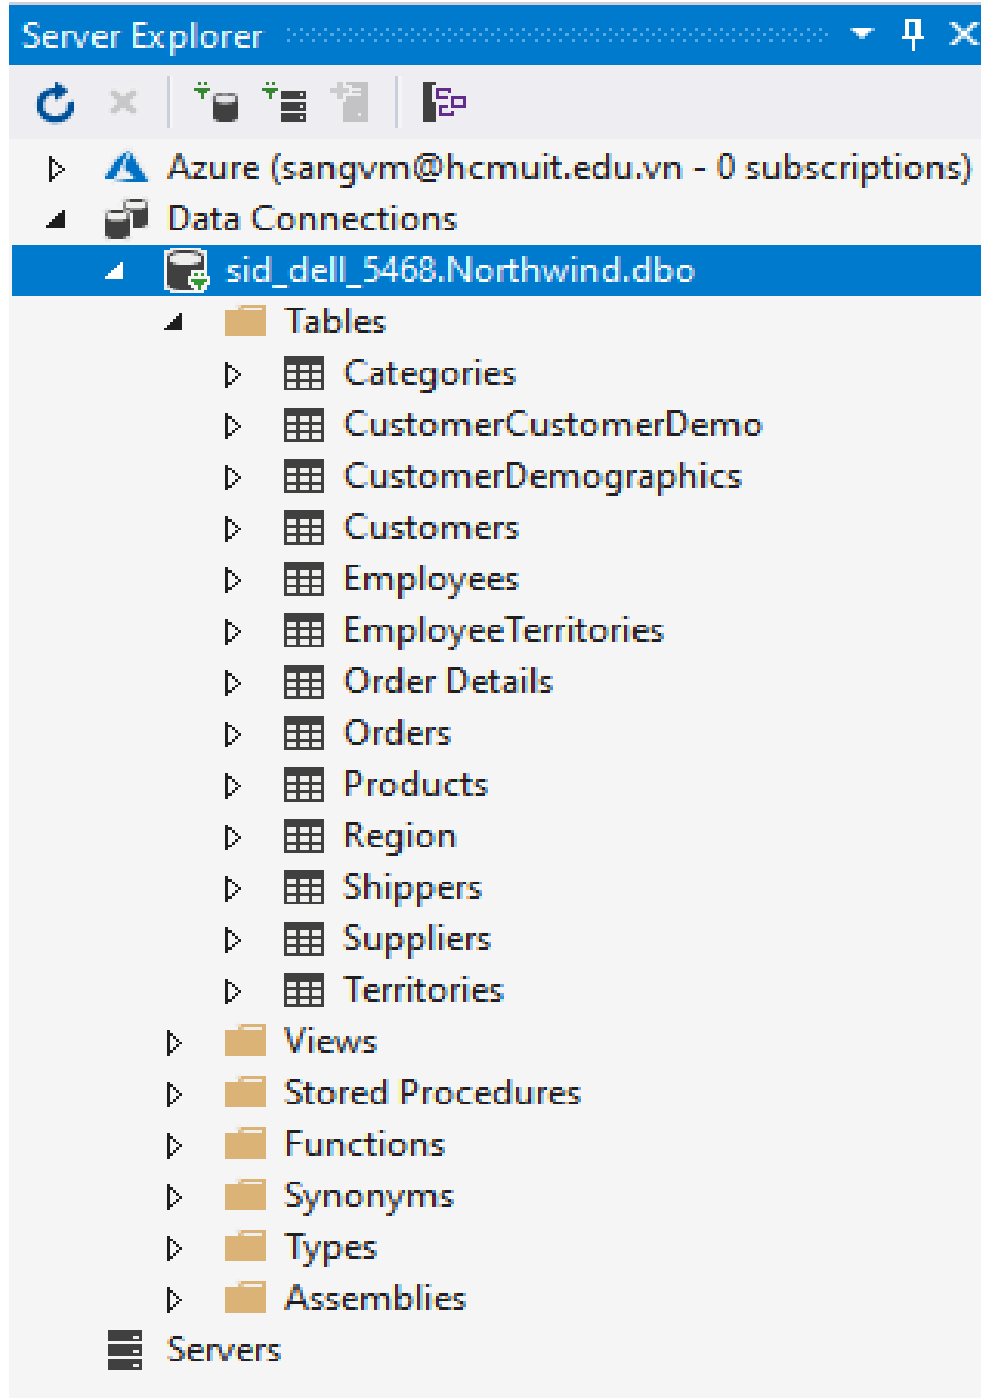 Server Explorer
Azure (sangvm@hcmuit.edu.vn - 0 subscriptions)
Data Connections
sid_dell_5468.Northwind.dbo
Tables
Categories
CustomerCustomerDemo
CustomerDemographics
Customers
Employees
EmployeeTerritories
Order Details
Orders
Products
Region
Shippers
Suppliers
Territories
Views
Stored Procedures
Functions
Synonyms
Types
Assemblies
Servers